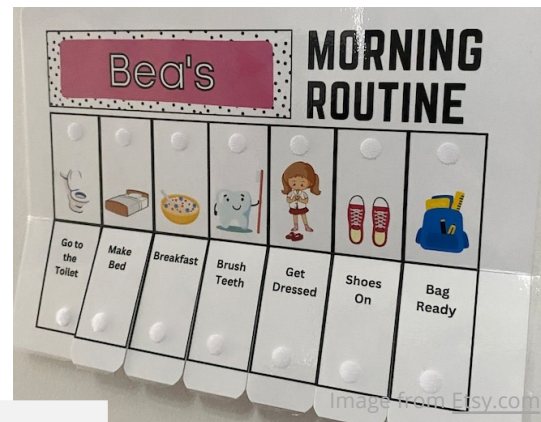 Bea's
MORNING
ROUTINE
Go to
the
Toilet
Make
Bed
Breakfast
Brush
Teeth
Get
Dressed
Shoes
On
Bag
Ready
Image from Etsy.com